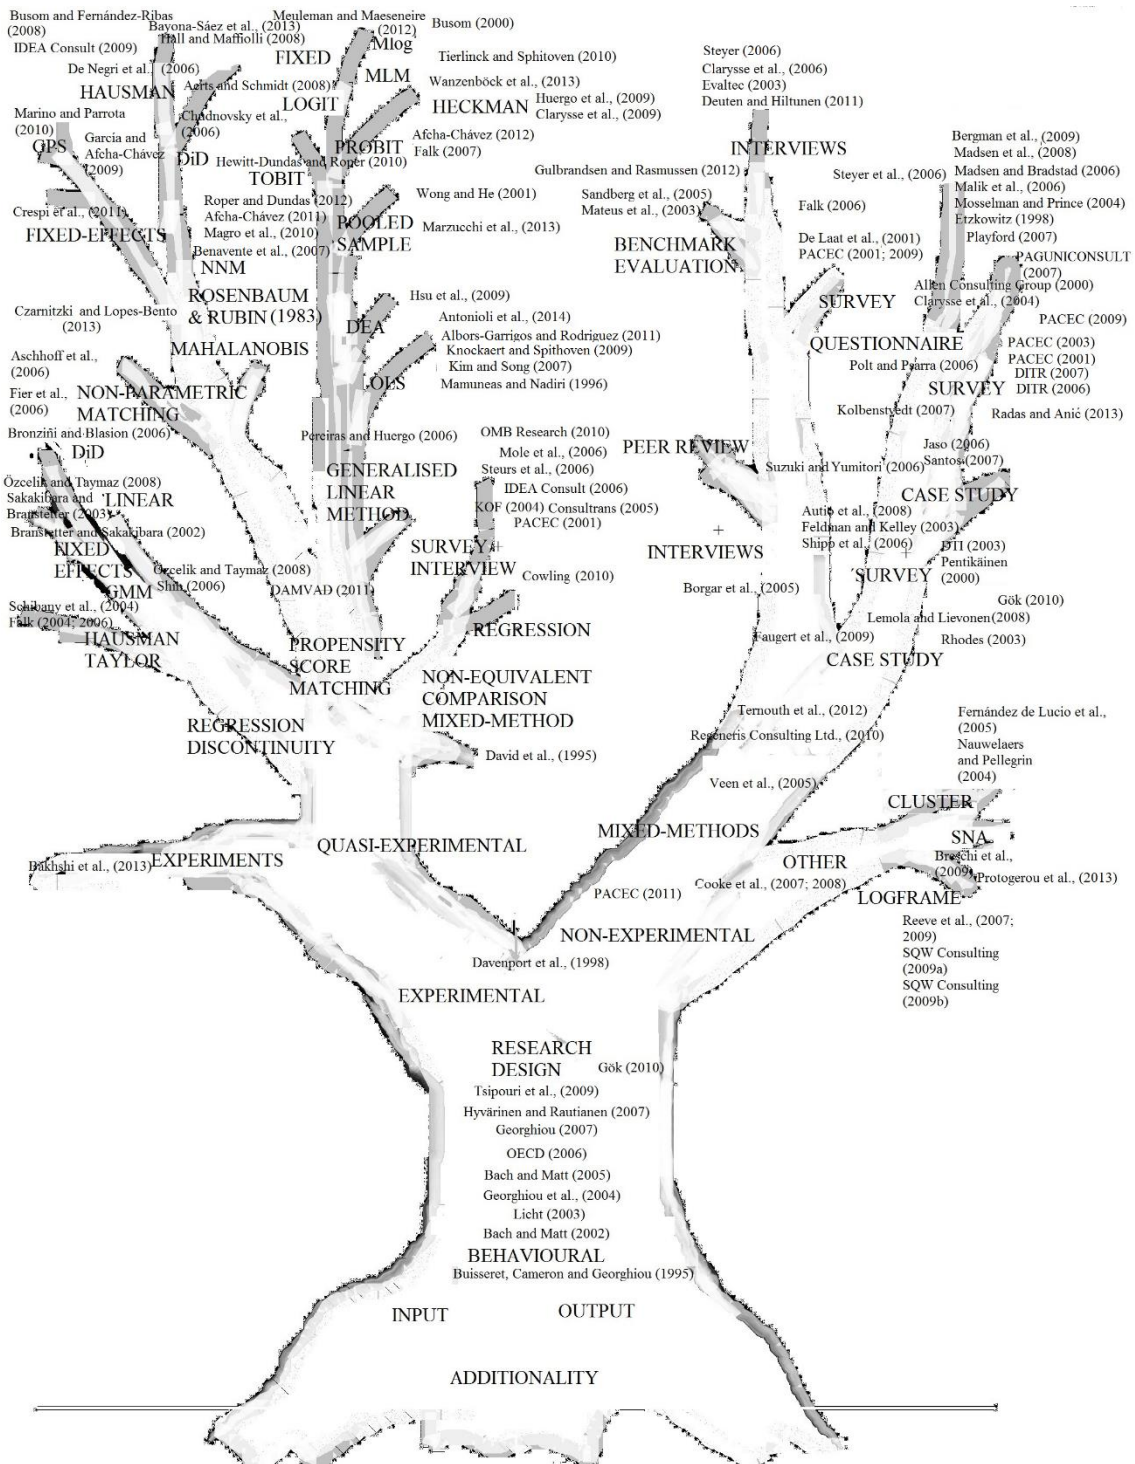 Busom and Fernández-Ribas
(2008)
IDEA Consult (2009)
Bayona-Sáez et al., (2013)
Hall and Maffiolli (2008)
De Negri et al., (2006)
HAUSMAN
Aerts and Schmidt (2008)
Marino and Parrota
(2010)
GPS
Garcia and
Afcha-Chávez
(2009)
Chudnovsky et al.,
(2006)
DiD
Crespi et al., (2011)
FIXED-EFFECTS
Meuleman and Maeseneire
(2012)
FIXED
Mlog
Busom (2000)
Tierlinck and Sphitoven (2010)
MLM
LOGIT
Wanzenböck et al., (2013)
HECKMAN
Huergo et al., (2009)
Clarysse et al., (2009)
PROBIT
Afcha-Chávez (2012)
Falk (2007)
Hewitt-Dundas and Roper (2010)
TOBIT
Roper and Dundas (2012)
Afcha-Chávez (2011)
Magro et al., (2010)
Benavente et al., (2007)
Wong and He (2001)
POOLED
SAMPLE
Marzucchi et al., (2013)
NNM
ROSENBAUM
& RUBIN (1983)
Czarnitzki and Lopes-Bento
(2013)
MAHALANOBIS
Hsu et al., (2009)
DEA
Antonioli et al., (2014)
Albors-Garrigos and Rodriguez (2011)
Knockaert and Spithoven (2009)
Kim and Song (2007)
OLS
Mamuneas and Nadiri (1996)
Aschhoff et al.,
(2006)
Fier et al.,
(2006)
NON-PARAMETRIC
MATCHING
Bronzini and Blasion (2006)
DiD
Özcelik and Taymaz (2008)
Sakakibara and
Branstetter (2003)
LINEAR
Branstetter and Sakakibara (2002)
FIXED
EFFECTS
Özcelik and Taymaz (2008)
GMM
Shin (2006)
Schibany et al., (2004)
Falk (2004; 2006)
HAUSMAN
TAYLOR
Pereiras and Huergo (2006)
GENERALISED
LINEAR
METHOD
OMB Research (2010)
Mole et al., (2006)
Steurs et al., (2006)
IDEA Consult (2006)
KOF (2004)
Consultrans (2005)
PACEC (2001)
SURVEY
INTERVIEW
DAMVAD (2011)
Cowling (2010)
REGRESSION
PROPENSITY
SCORE
MATCHING
NON-EQUIVALENT
COMPARISON
MIXED-METHOD
REGRESSION
DISCONTINUITY
David et al., (1995)
Steyer (2006)
Clarysse et al., (2006)
Evaltec (2003)
Deuten and Hiltunen (2011)
INTERVIEWS
Gulbrandsen and Rasmussen (2012)
Sandberg et al., (2005)
Mateus et al., (2003)
BENCHMARK
EVALUATION
Steyer et al., (2006)
Falk (2006)
De Laat et al., (2001)
PACEC (2001; 2009)
SURVEY
Bergman et al., (2009)
Madsen et al., (2008)
Madsen and Bradstad (2006)
Malik et al., (2006)
Mosselman and Prince (2004)
Etzkowitz (1998)
Playford (2007)
PAGUNICONSULT
(2007)
Allen Consulting Group (2000)
Clarysse et al., (2004)
PACEC (2009)
QUESTIONNAIRE
PACEC (2003)
PACEC (2001)
DITR (2007)
DITR (2006)
Polt and Psarra (2006)
SURVEY
Kolbenstvedt (2007)
Radas and Anić (2013)
PEER REVIEW
Suzuki and Yumitori (2006)
Jaso (2006)
Santos (2007)
CASE STUDY
Autio et al., (2008)
Feldman and Kelley (2003)
Shipp et al., (2006)
DTI (2003)
Pentikäinen
(2000)
INTERVIEWS
SURVEY
Borgar et al., (2005)
Gök (2010)
Lemola and Lievonen (2008)
Faugert et al., (2009)
Rhodes (2003)
CASE STUDY
Ternouth et al., (2012)
Regeneris Consulting Ltd., (2010)
Fernández de Lucio et al.,
(2005)
Nauwelaers
and Pellegrin
(2004)
Veen et al., (2005)
CLUSTER
MIXED-METHODS
SNA
OTHER
Breschi et al.,
(2009)
Protogerou et al., (2013)
Cooke et al., (2007; 2008)
LOGFRAME
PACEC (2011)
Reeve et al., (2007;
2009)
SQW Consulting
(2009a)
SQW Consulting
(2009b)
QUASI-EXPERIMENTAL
Bakhshi et al., (2013)
EXPERIMENTS
NON-EXPERIMENTAL
Davenport et al., (1998)
EXPERIMENTAL
RESEARCH
DESIGN
Gök (2010)
Tsipouri et al., (2009)
Hyvärinen and Rautianen (2007)
Georghiou (2007)
OECD (2006)
Bach and Matt (2005)
Georghiou et al., (2004)
Licht (2003)
Bach and Matt (2002)
BEHAVIOURAL
Buisseret, Cameron and Georghiou (1995)
INPUT
OUTPUT
ADDITIONALITY